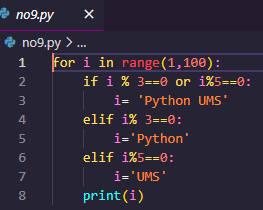 no9.py ×
no9.py > ...
1 for i in range(1,100):
2     if i % 3==0 or i%5==0:
3         i= 'Python UMS'
4     elif i% 3==0:
5         i='Python'
6     elif i%5==0:
7         i='UMS'
8     print(i)